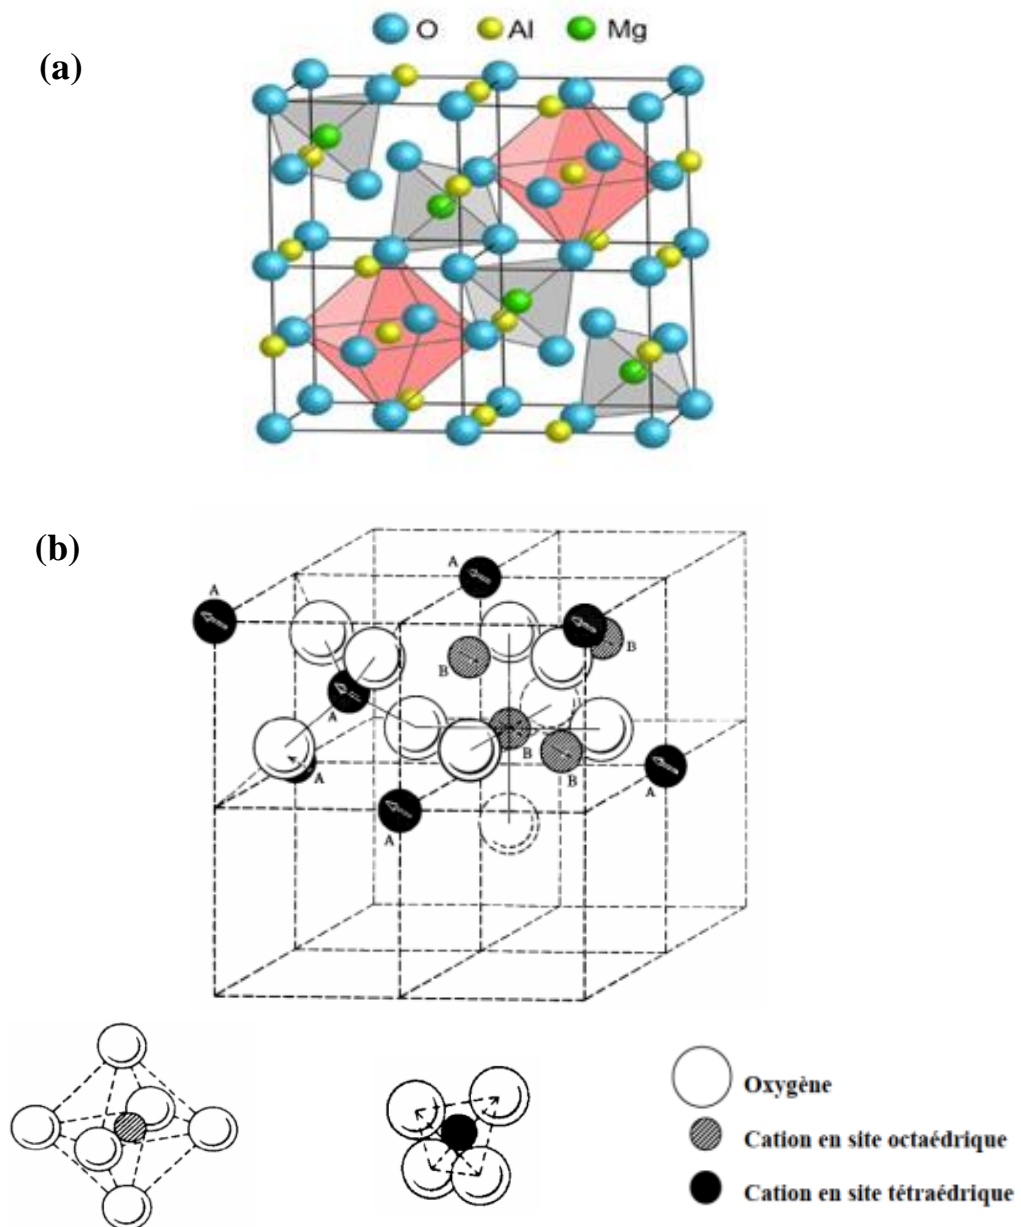 O Al Mg
(a)
(b)
A
A
B
B
A
B
A
B
A
A
Oxygène
Cation en site octaédrique
Cation en site tétraédrique